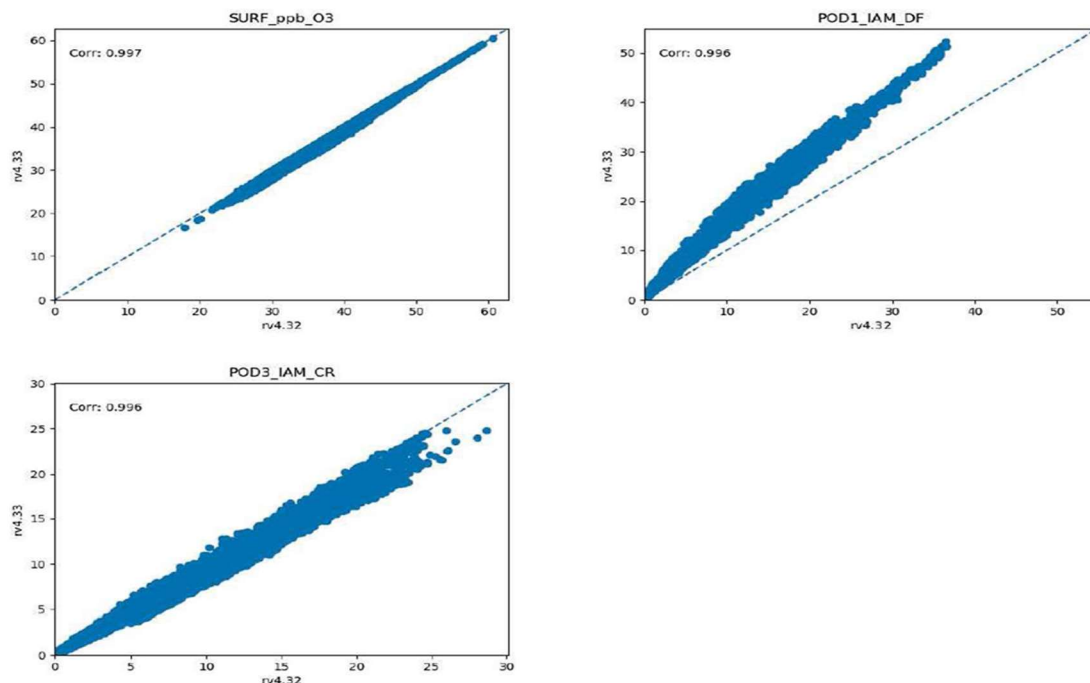 SURF_ppb_O3
Corr: 0.997
60
50
40
30
20
10
0
rv4.33
0 10 20 30 40 50 60
rv4.32
POD1_IAM_DF
Corr: 0.996
50
40
30
20
10
0
rv4.33
0 10 20 30 40 50
rv4.32
POD3_IAM_CR
Corr: 0.996
30
25
20
15
10
5
0
rv4.33
0 5 10 15 20 25 30
rv4.32